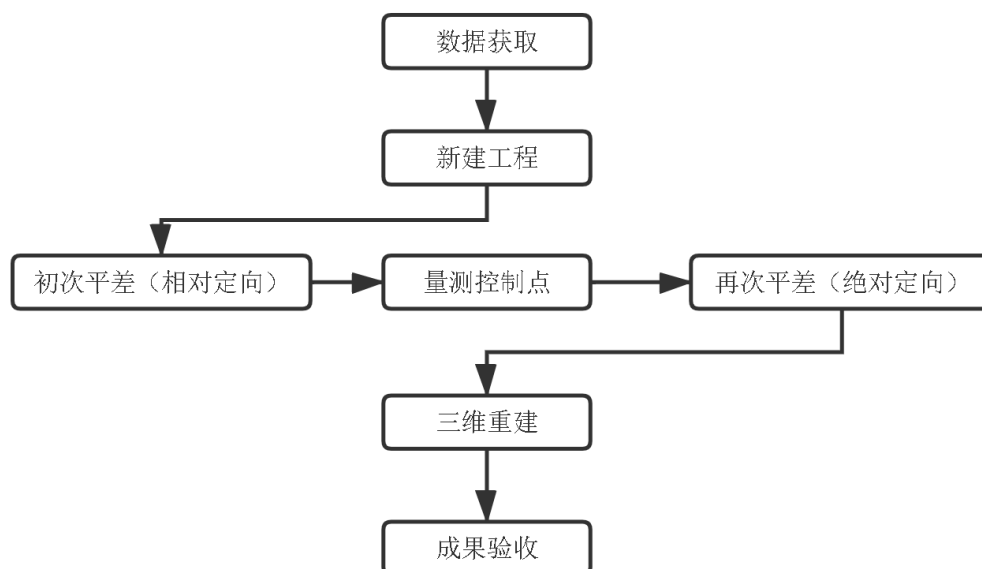 数据获取
新建工程
初次平差（相对定向）
量测控制点
再次平差（绝对定向）
三维重建
成果验收